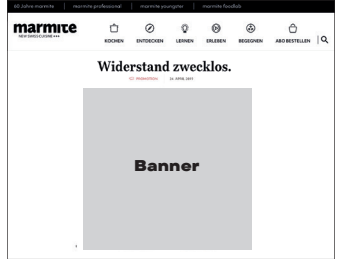 60 Jahre marmite | marmite professional | marmite youngster | marmite foodlab
marmite
NEW SWISS CUISINE
KOCHEN ENTDECKEN LERNEN ERLEBEN BEGEGNEN ABO BESTELLEN
Widerstand zwecklos.
Banner